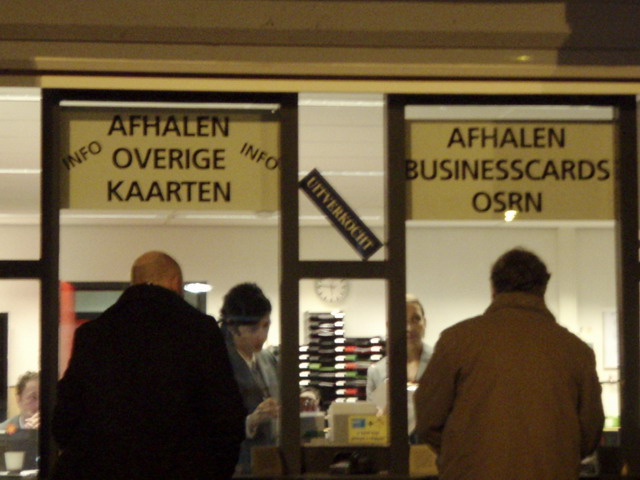 AFHALEN
INFO OVERIGE INFO
KAARTEN
UITVERKOCHT
AFHALEN
BUSINESSCARDS
OSRN